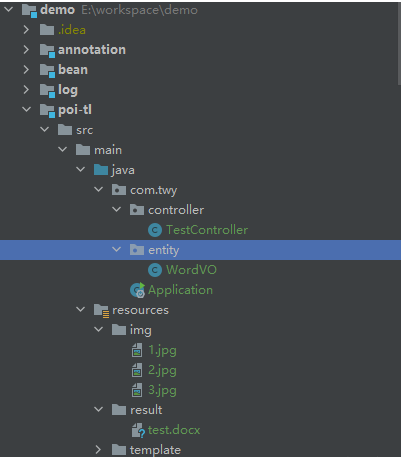 demo E:\workspace\demo
.idea
annotation
bean
log
poi-tl
src
main
java
com.twy
controller
TestController
entity
WordVO
Application
resources
img
1.jpg
2.jpg
3.jpg
result
test.docx
template